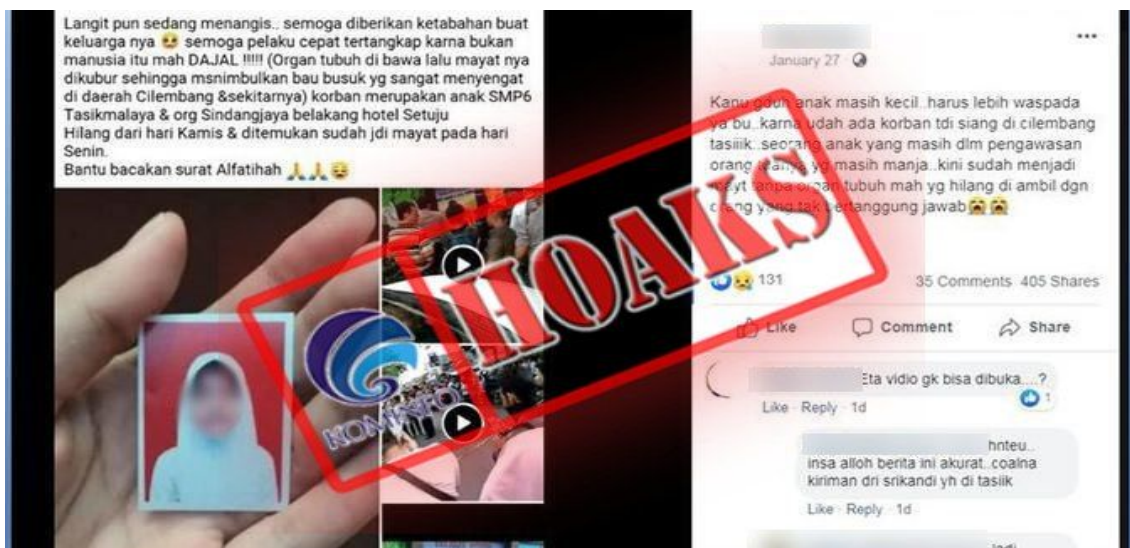 Langit pun sedang menangis.. semoga diberikan ketabahan buat
keluarga nya 😢 semoga pelaku cepat tertangkap karna bukan
manusia itu mah DAJAL !!!!! (Organ tubuh di bawa lalu mayat nya
dikubur sehingga msnimbulkan bau busuk yg sangat menyengat
di daerah Cilembang &sekitarnya) korban merupakan anak SMP6
Tasikmalaya & org Sindangjaya belakang hotel Setuju
Hilang dari hari Kamis & ditemukan sudah jdi mayat pada hari
Senin.
Bantu bacakan surat Alfatihah 🙏🙏😌
HOAKS
KOMINFO
January 27
Kanu gduh anak masih kecil..harus lebih waspada
ya bu..karna udah ada korban tdi siang di cilembang
tasiiik..seorang anak yang masih dlm pengawasan
orang tuanya yg masih manja..kini sudah menjadi
mayt tanpa organ tubuh mah yg hilang di ambil dgn
orang yang tak bertanggung jawab😭😭
131
35 Comments 405 Shares
Like Comment Share
Eta vidio gk bisa dibuka....?
1
Like · Reply · 1d
hnteu..
insa alloh berita ini akurat..coalna
kiriman dri srikandi yh di tasiik
Like · Reply · 1d